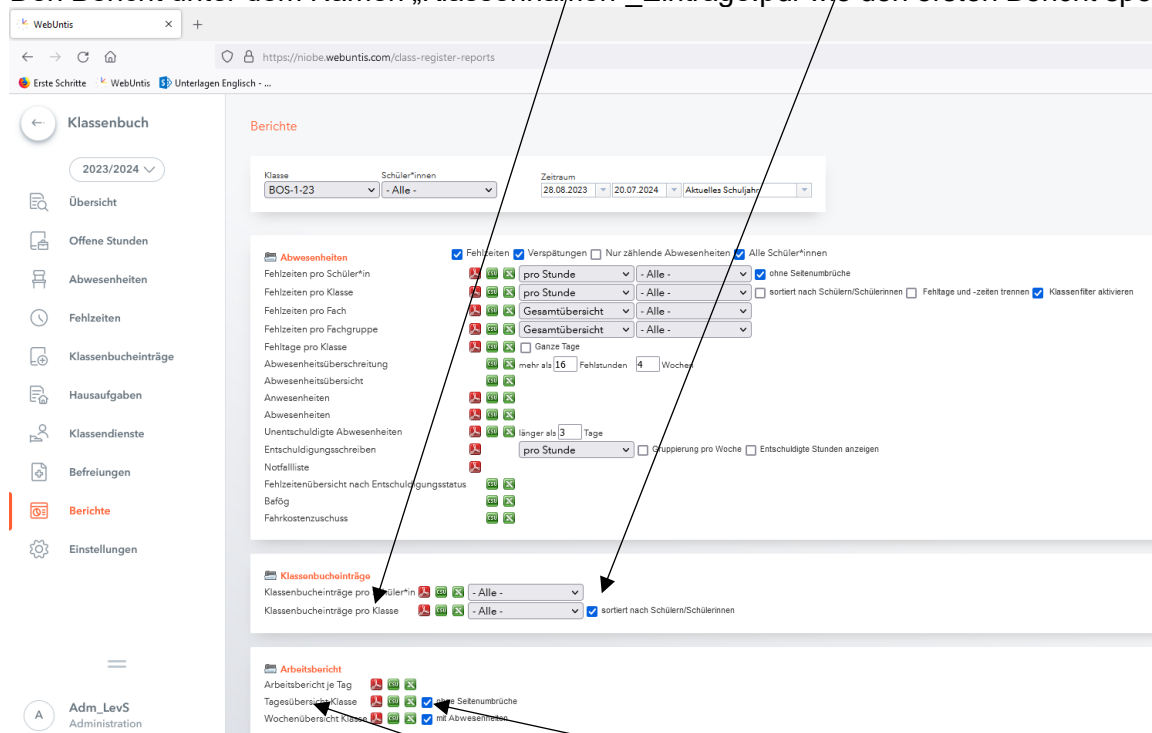 WebUntis × +
https://niobe.webuntis.com/class-register-reports
Erste Schritte WebUntis Unterlagen Englisch - ...
Klassenbuch
2023/2024
Übersicht
Offene Stunden
Abwesenheiten
Fehlzeiten
Klassenbucheinträge
Hausaufgaben
Klassendienste
Befreiungen
Berichte
Einstellungen
A Adm_LevS
Administration
Berichte
Klasse Schüler*innen Zeitraum
BOS-1-23 - Alle - 28.08.2023 20.07.2024 Aktuelles Schuljahr
Abwesenheiten Fehlzeiten Verspätungen Nur zählende Abwesenheiten Alle Schüler*innen
Fehlzeiten pro Schüler*in pro Stunde - Alle - ohne Seitenumbrüche
Fehlzeiten pro Klasse pro Stunde - Alle - sortiert nach Schülern/Schülerinnen Fehltage und -zeiten trennen Klassenfilter aktivieren
Fehlzeiten pro Fach Gesamtübersicht - Alle -
Fehlzeiten pro Fachgruppe Gesamtübersicht - Alle -
Fehltage pro Klasse Ganze Tage
Abwesenheitsüberschreitung mehr als 16 Fehlstunden 4 Wochen
Abwesenheitsübersicht
Anwesenheiten
Abwesenheiten
Unentschuldigte Abwesenheiten länger als 3 Tage
Entschuldigungsschreiben pro Stunde Gruppierung pro Woche Entschuldigte Stunden anzeigen
Notfallliste
Fehlzeitenübersicht nach Entschuldigungsstatus
Bafög
Fahrkostenzuschuss
Klassenbucheinträge
Klassenbucheinträge pro Schüler*in - Alle -
Klassenbucheinträge pro Klasse - Alle - sortiert nach Schülern/Schülerinnen
Arbeitsbericht
Arbeitsbericht je Tag
Tagesübersicht Klasse ohne Seitenumbrüche
Wochenübersicht Klasse mit Abwesenheiten